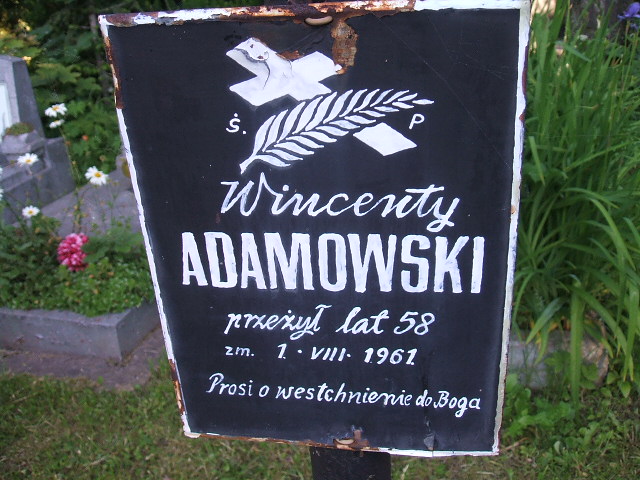 Ś. P
Wincenty
ADAMOWSKI
przeżył lat 58
zm. 1 · VIII · 1961
Prosi o westchnienie do Boga